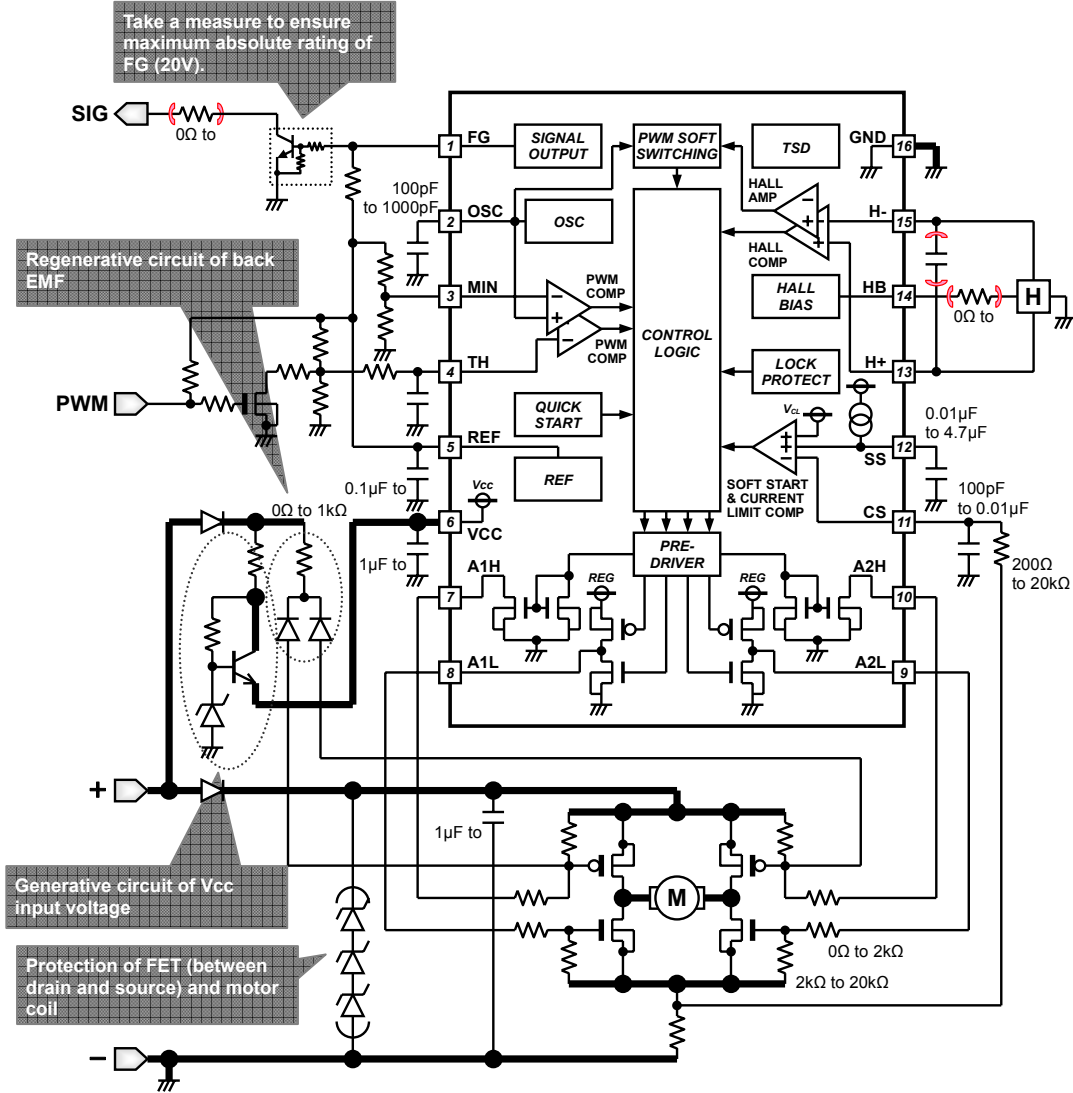 Take a measure to ensure
maximum absolute rating of
FG (20V).
SIG
0Ω to
1
FG
SIGNAL
OUTPUT
PWM SOFT
SWITCHING
TSD
GND
16
100pF
to 1000pF
2
OSC
OSC
HALL
AMP
HALL
COMP
H-
15
Regenerative circuit of back
EMF
3
MIN
PWM
COMP
PWM
COMP
CONTROL
LOGIC
HALL
BIAS
HB
14
0Ω to
H
4
TH
LOCK
PROTECT
H+
13
PWM
QUICK
START
VCL
0.01µF
to 4.7µF
5
REF
REF
SS
12
0.1µF to
SOFT START
& CURRENT
LIMIT COMP
100pF
to 0.01µF
0Ω to 1kΩ
Vcc
6
VCC
CS
11
1µF to
PRE-
DRIVER
200Ω
to 20kΩ
A1H
7
REG
REG
A2H
10
8
A1L
A2L
9
+
1µF to
Generative circuit of Vcc
input voltage
M
Protection of FET (between
drain and source) and motor
coil
0Ω to 2kΩ
2kΩ to 20kΩ
−
+
−
+
−
+
−
+
+
−
−